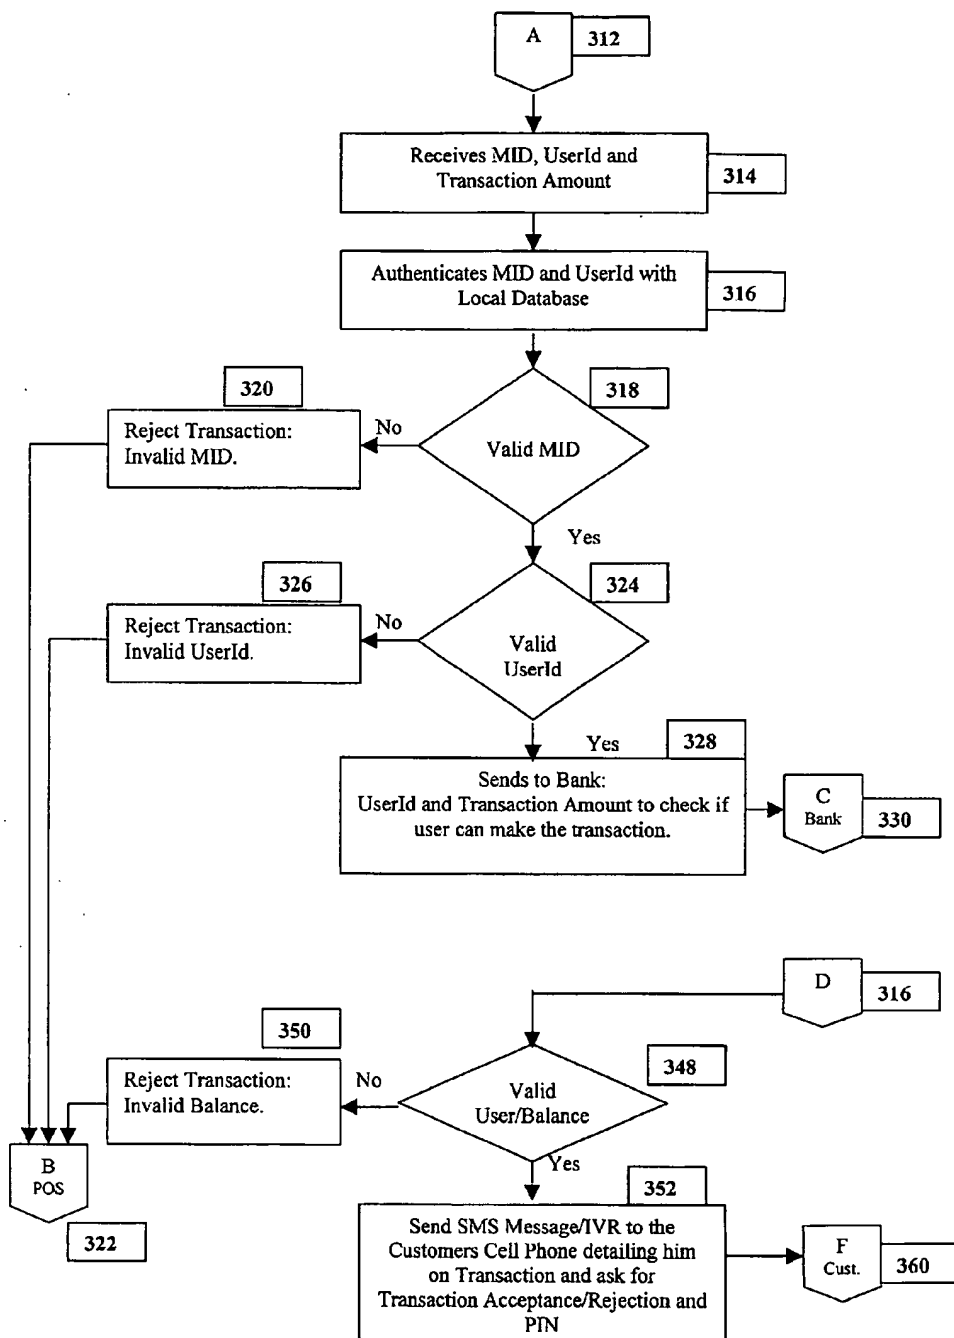 A
312
Receives MID, UserId and
Transaction Amount
314
Authenticates MID and UserId with
Local Database
316
320
318
Reject Transaction:
Invalid MID.
No
Valid MID
Yes
326
324
Reject Transaction:
Invalid UserId.
No
Valid
UserId
Yes
328
Sends to Bank:
UserId and Transaction Amount to check if
user can make the transaction.
C
Bank
330
D
316
350
348
Reject Transaction:
Invalid Balance.
No
Valid
User/Balance
Yes
B
POS
322
352
Send SMS Message/IVR to the
Customers Cell Phone detailing him
on Transaction and ask for
Transaction Acceptance/Rejection and
PIN
F
Cust.
360